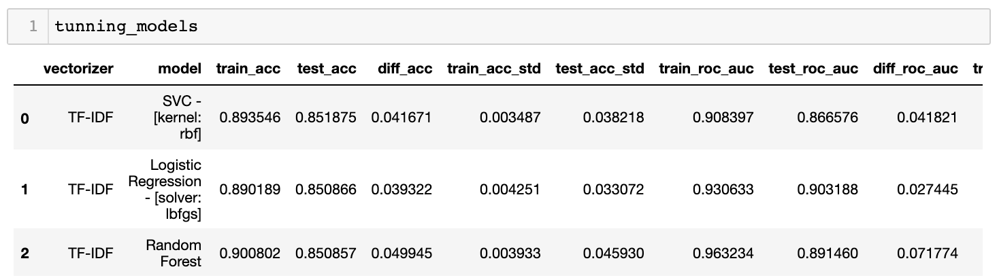 1 tunning_models
vectorizer model train_acc test_acc diff_acc train_acc_std test_acc_std train_roc_auc test_roc_auc diff_roc_auc tr
0 TF-IDF SVC - [kernel: rbf] 0.893546 0.851875 0.041671 0.003487 0.038218 0.908397 0.866576 0.041821
1 TF-IDF Logistic Regression - [solver: lbfgs] 0.890189 0.850866 0.039322 0.004251 0.033072 0.930633 0.903188 0.027445
2 TF-IDF Random Forest 0.900802 0.850857 0.049945 0.003933 0.045930 0.963234 0.891460 0.071774